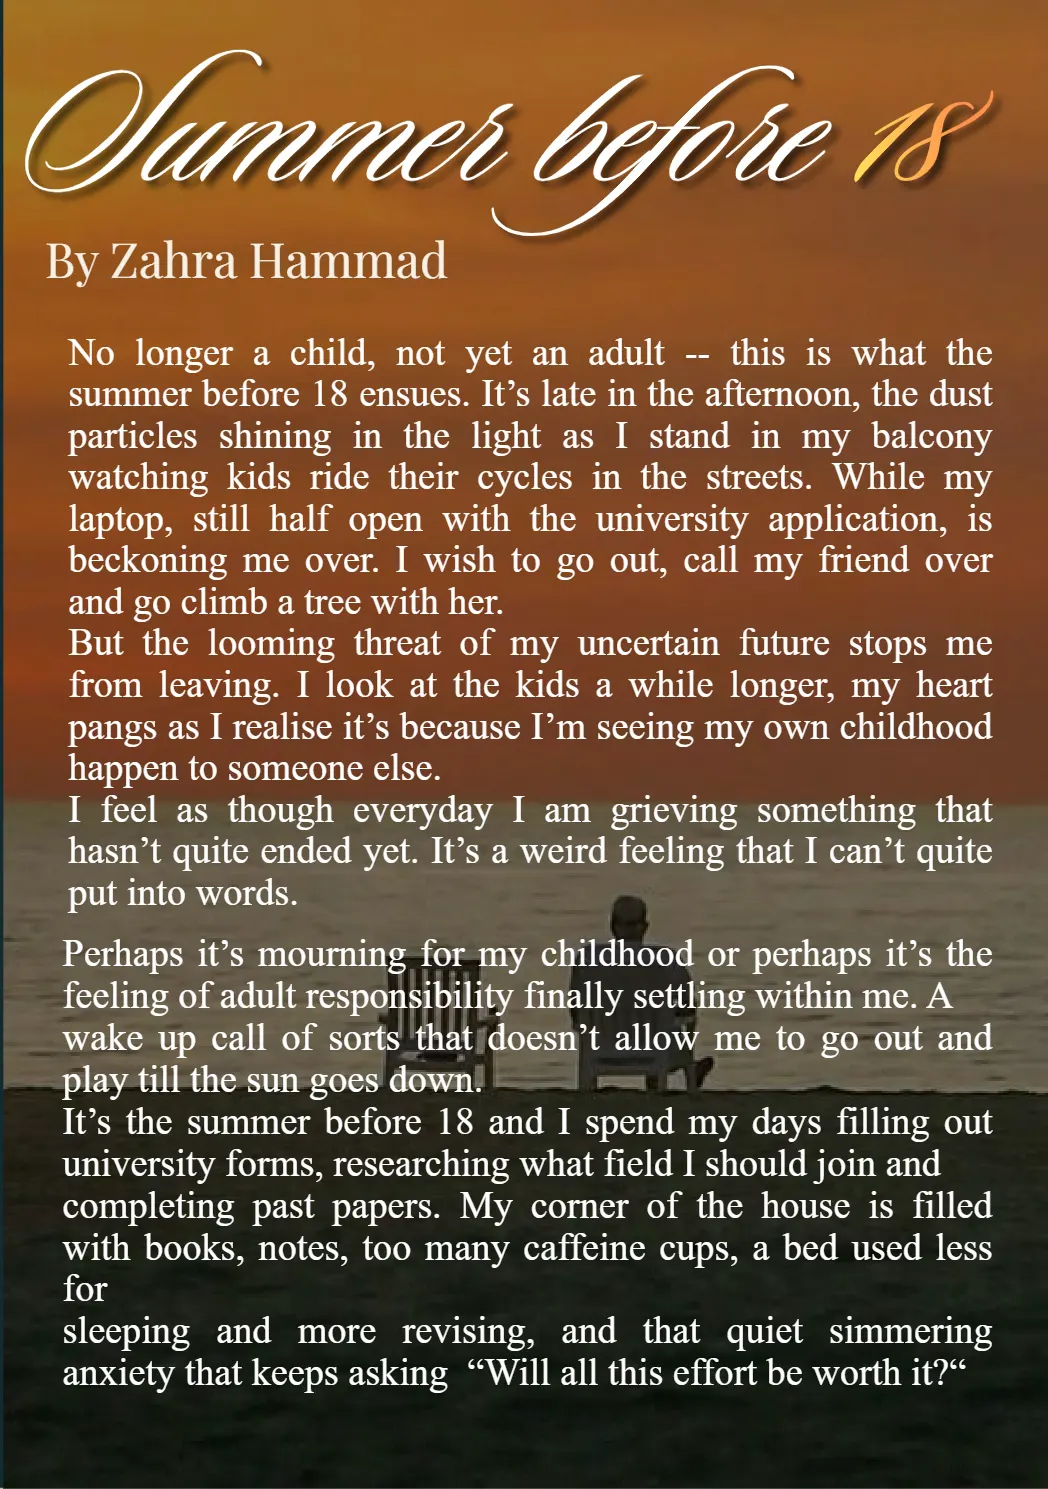 Summer before 18
By Zahra Hammad
No longer a child, not yet an adult -- this is what the
summer before 18 ensues. It’s late in the afternoon, the dust
particles shining in the light as I stand in my balcony
watching kids ride their cycles in the streets. While my
laptop, still half open with the university application, is
beckoning me over. I wish to go out, call my friend over
and go climb a tree with her.
But the looming threat of my uncertain future stops me
from leaving. I look at the kids a while longer, my heart
pangs as I realise it’s because I’m seeing my own childhood
happen to someone else.
I feel as though everyday I am grieving something that
hasn’t quite ended yet. It’s a weird feeling that I can’t quite
put into words.
Perhaps it’s mourning for my childhood or perhaps it’s the
feeling of adult responsibility finally settling within me. A
wake up call of sorts that doesn’t allow me to go out and
play till the sun goes down.
It’s the summer before 18 and I spend my days filling out
university forms, researching what field I should join and
completing past papers. My corner of the house is filled
with books, notes, too many caffeine cups, a bed used less
for
sleeping and more revising, and that quiet simmering
anxiety that keeps asking “Will all this effort be worth it?“